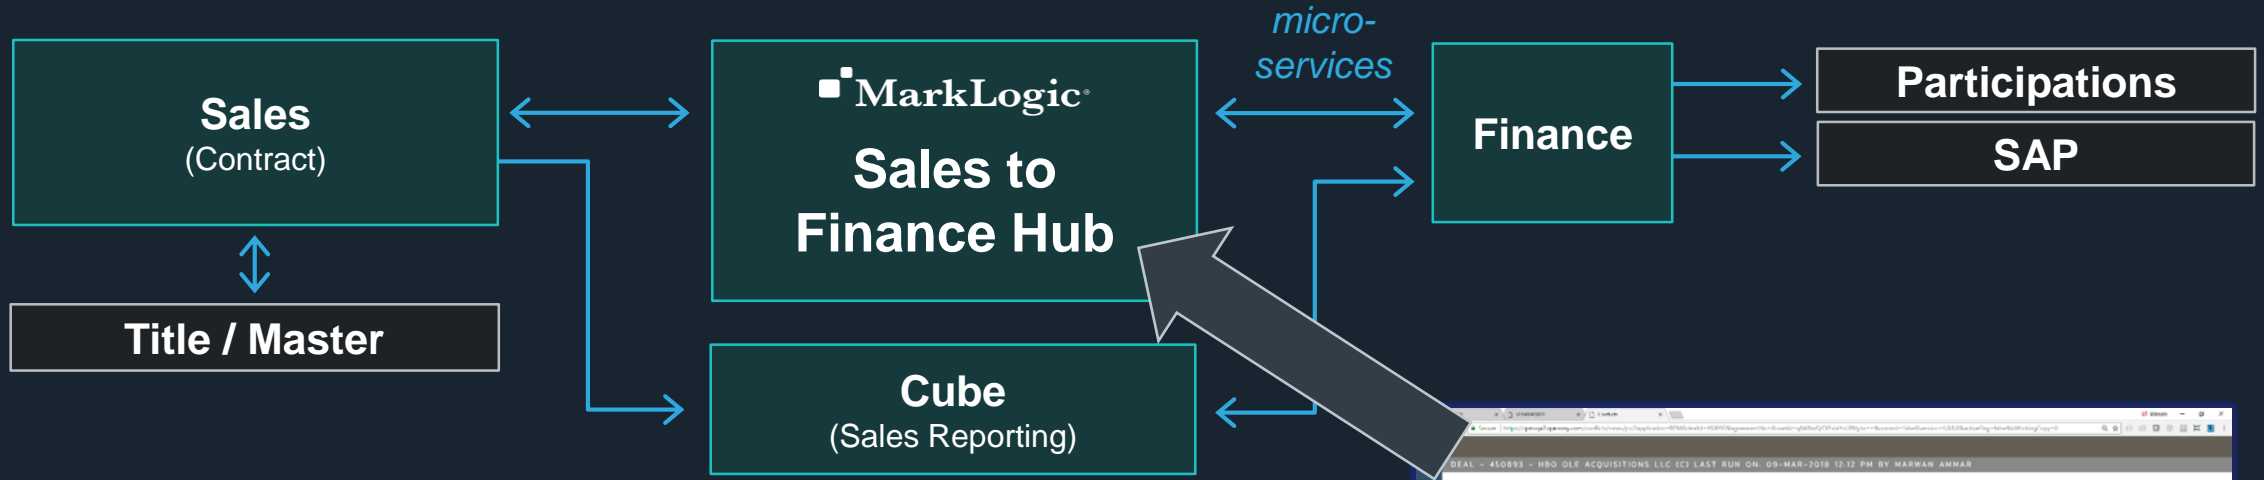 micro-
services
Sales
(Contract)
MarkLogic®
Sales to
Finance Hub
Finance
Participations
SAP
Title / Master
Cube
(Sales Reporting)
DEAL - 450893 - HBO OLE ACQUISITIONS LLC (C) LAST RUN ON: 09-MAR-2018 12:12 PM BY MARWAN AMMAR